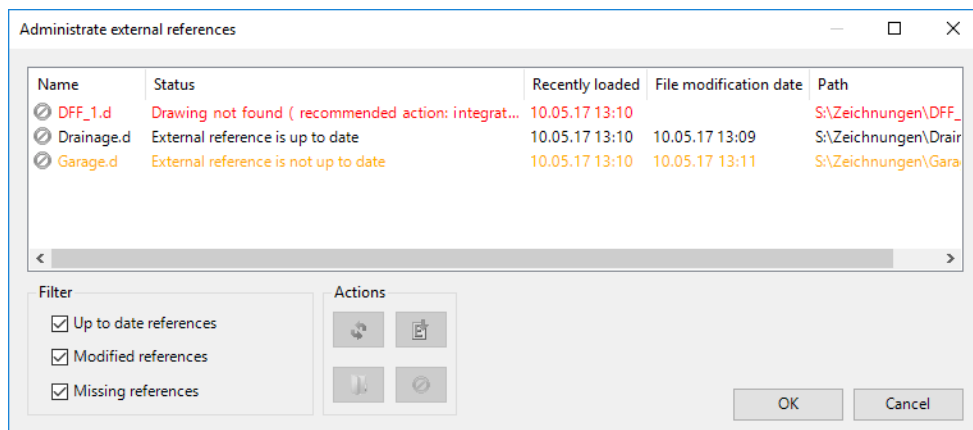 Administrate external references
Name Status Recently loaded File modification date Path
DFF_1.d Drawing not found ( recommended action: integrat... 10.05.17 13:10 S:\Zeichnungen\DFF_
Drainage.d External reference is up to date 10.05.17 13:10 10.05.17 13:09 S:\Zeichnungen\Drain
Garage.d External reference is not up to date 10.05.17 13:10 10.05.17 13:11 S:\Zeichnungen\Gara
Filter Actions
Up to date references
Modified references
Missing references
OK Cancel